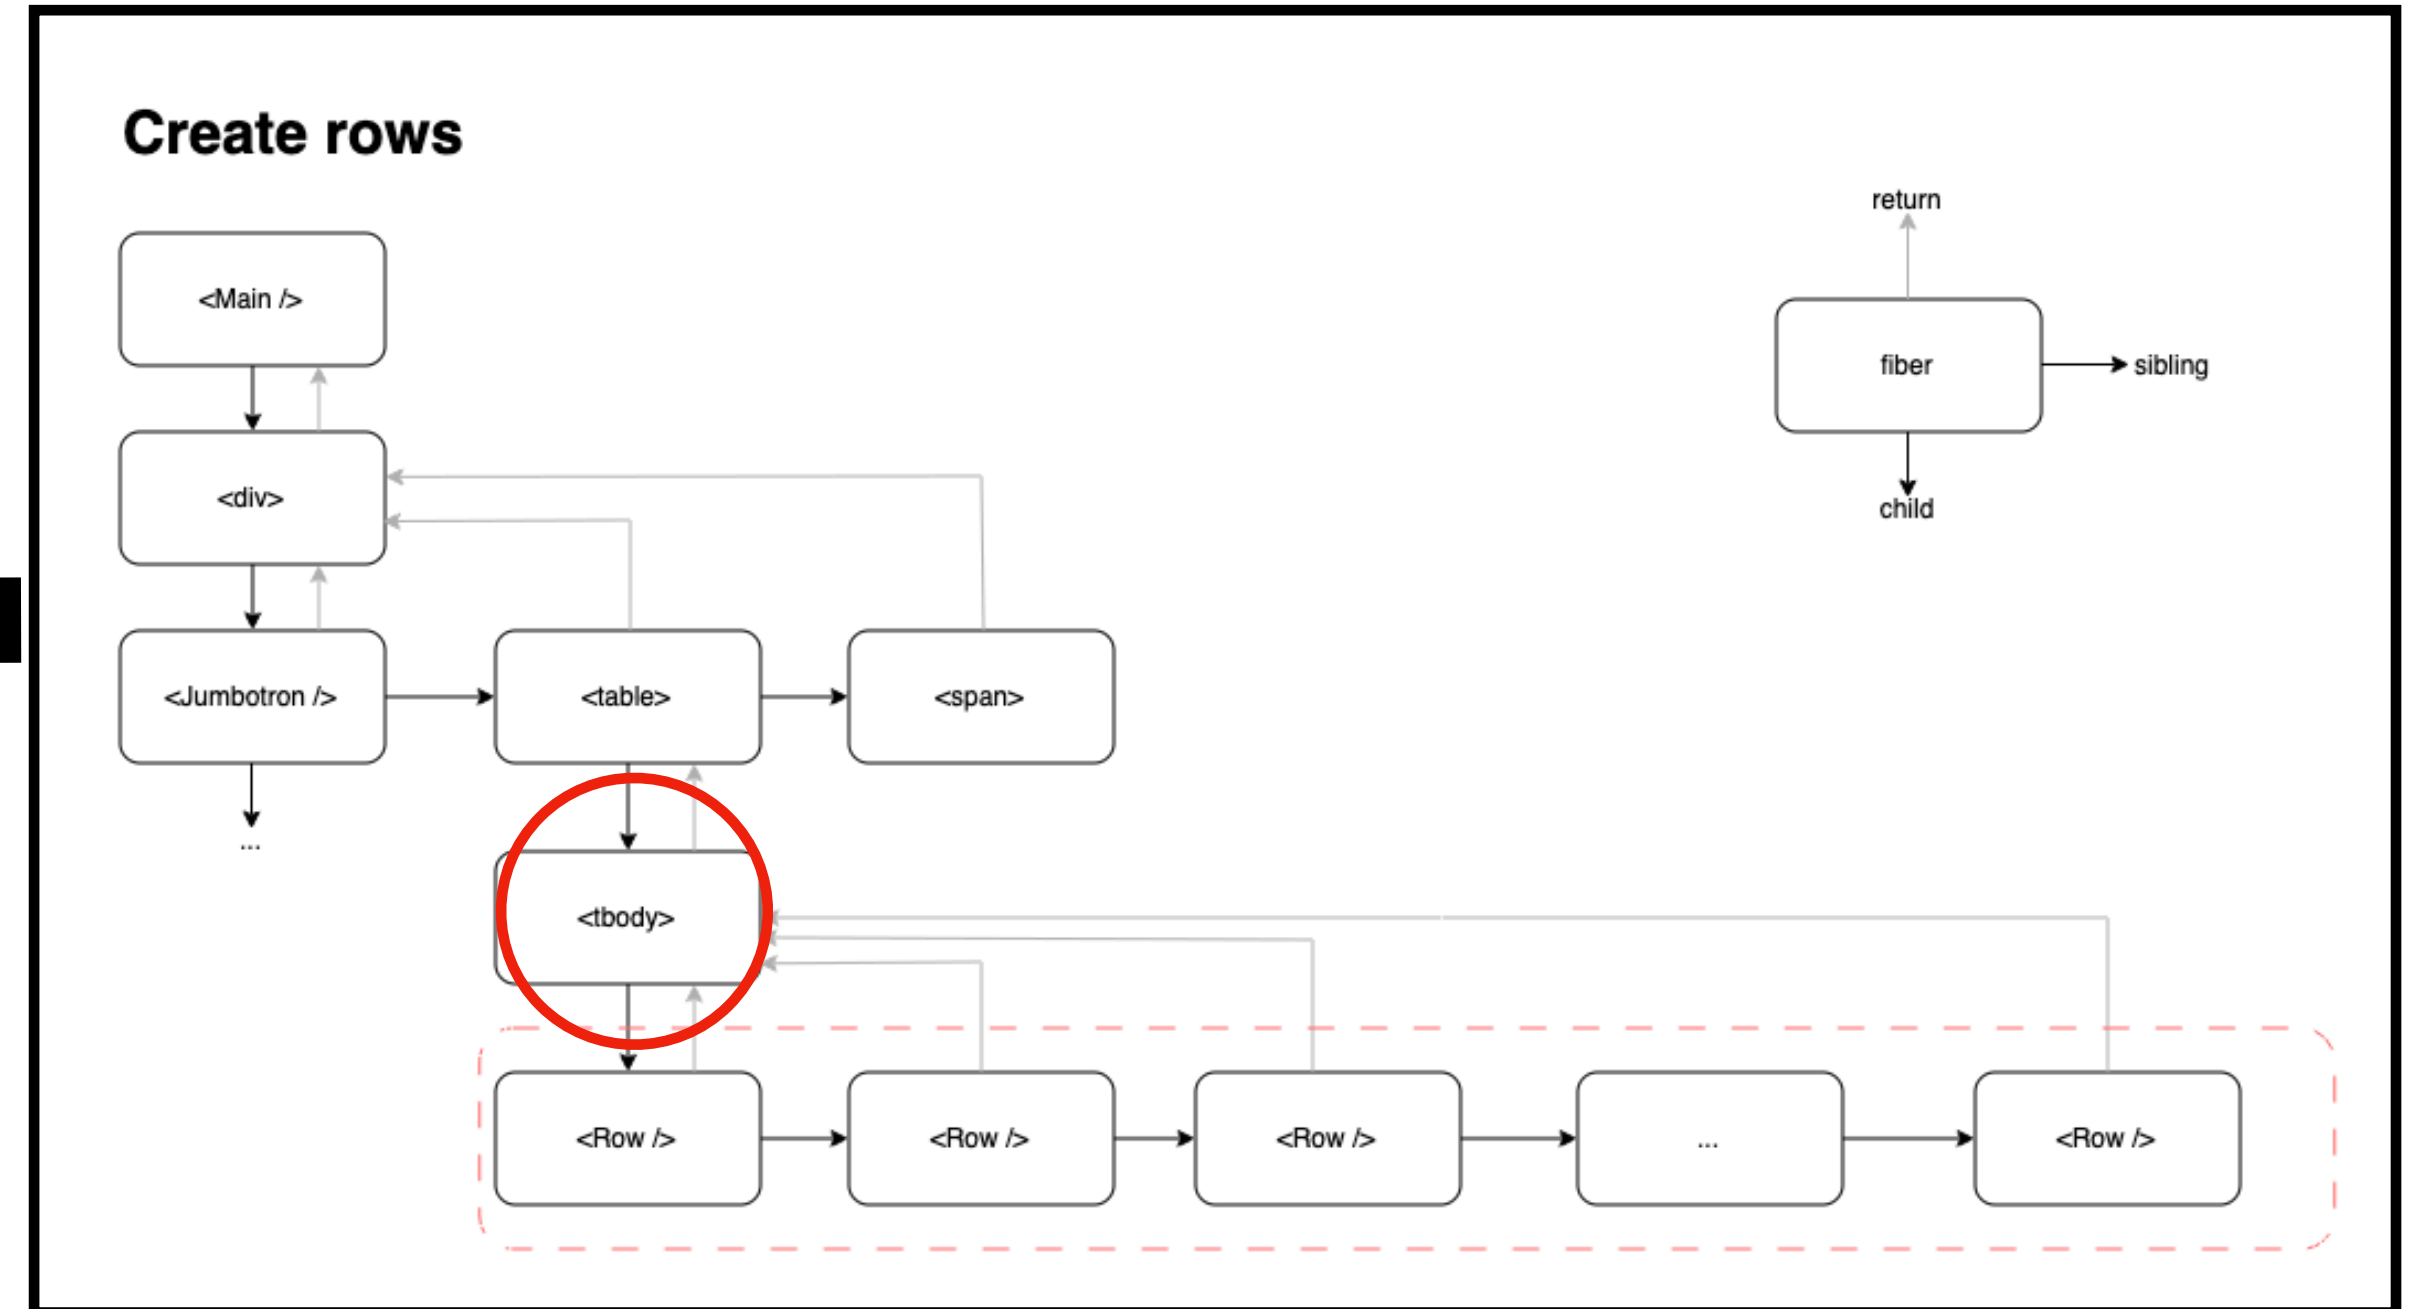 Create rows
return
<Main />
fiber
sibling
<div>
child
<Jumbotron />
<table>
<span>
...
<tbody>
<Row />
<Row />
<Row />
...
<Row />